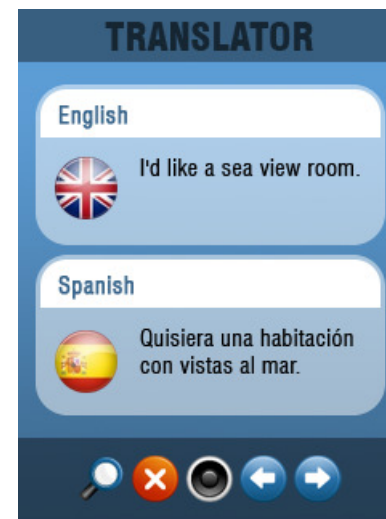 TRANSLATOR
English
I'd like a sea view room.
Spanish
Quisiera una habitación
con vistas al mar.